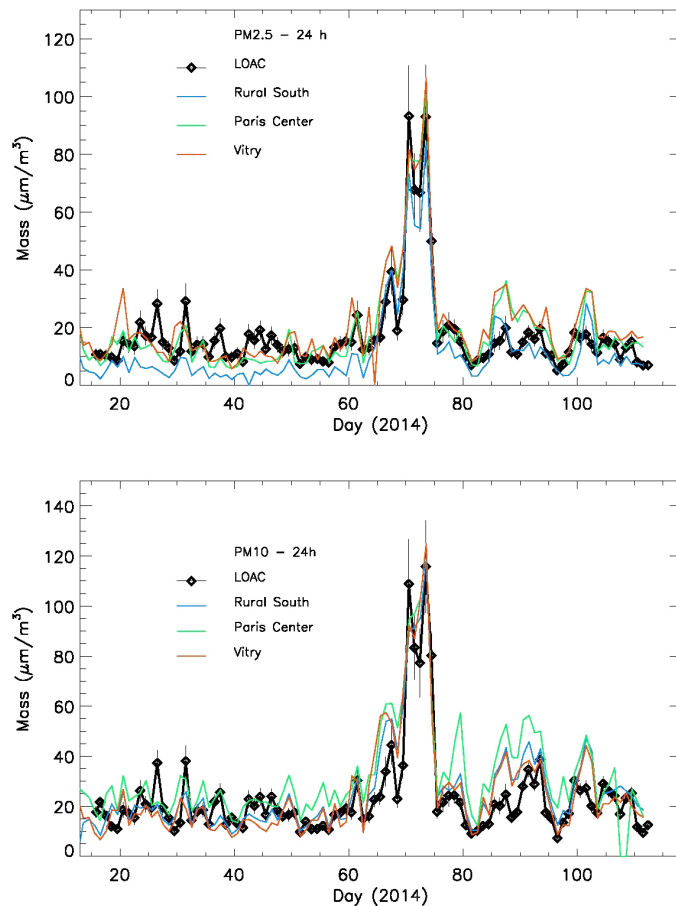 PM2.5 – 24 h
LOAC
Rural South
Paris Center
Vitry
Mass (μm/m³)
120
100
80
60
40
20
0
20 40 60 80 100
Day (2014)
PM10 – 24h
LOAC
Rural South
Paris Center
Vitry
Mass (μm/m³)
140
120
100
80
60
40
20
0
20 40 60 80 100
Day (2014)